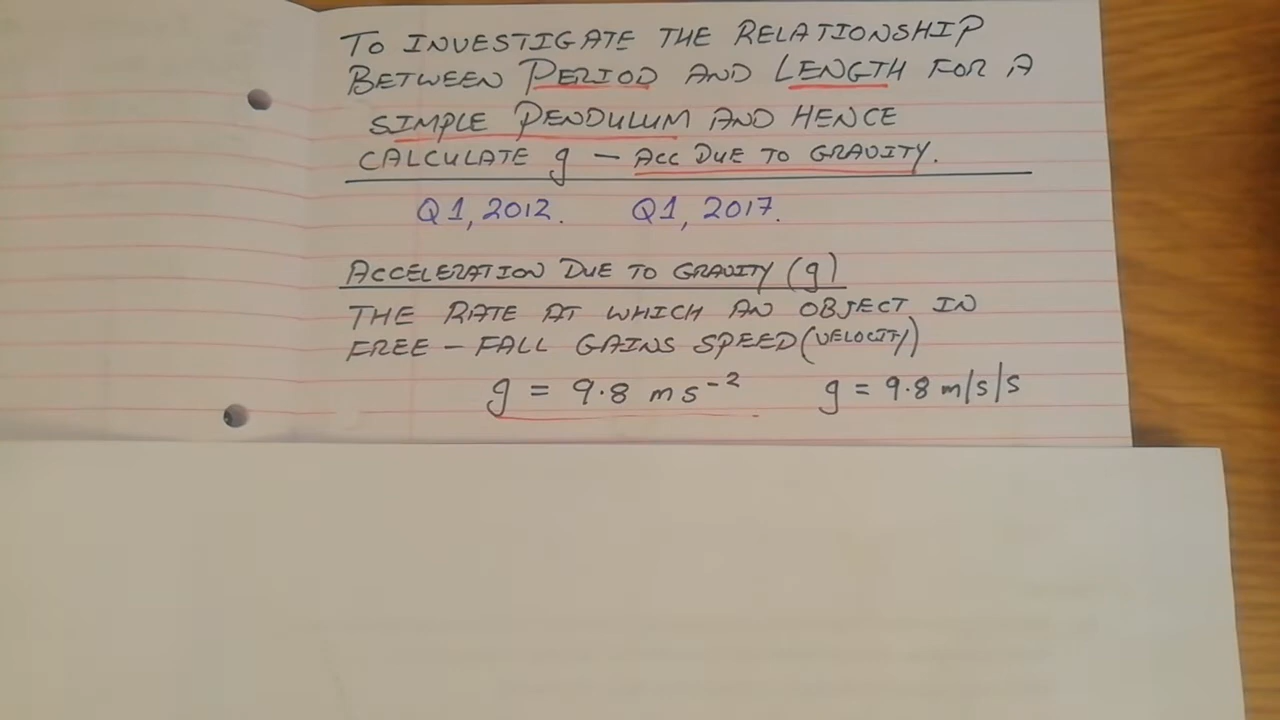 TO INVESTIGATE THE RELATIONSHIP
BETWEEN PERIOD AND LENGTH FOR A
SIMPLE PENDULUM AND HENCE
CALCULATE g - ACC DUE TO GRAVITY.
Q1, 2012. Q1, 2017.
ACCELERATION DUE TO GRAVITY (g)
THE RATE AT WHICH AN OBJECT IN
FREE-FALL GAINS SPEED (VELOCITY)
g = 9.8 ms⁻² g = 9.8 m/s/s